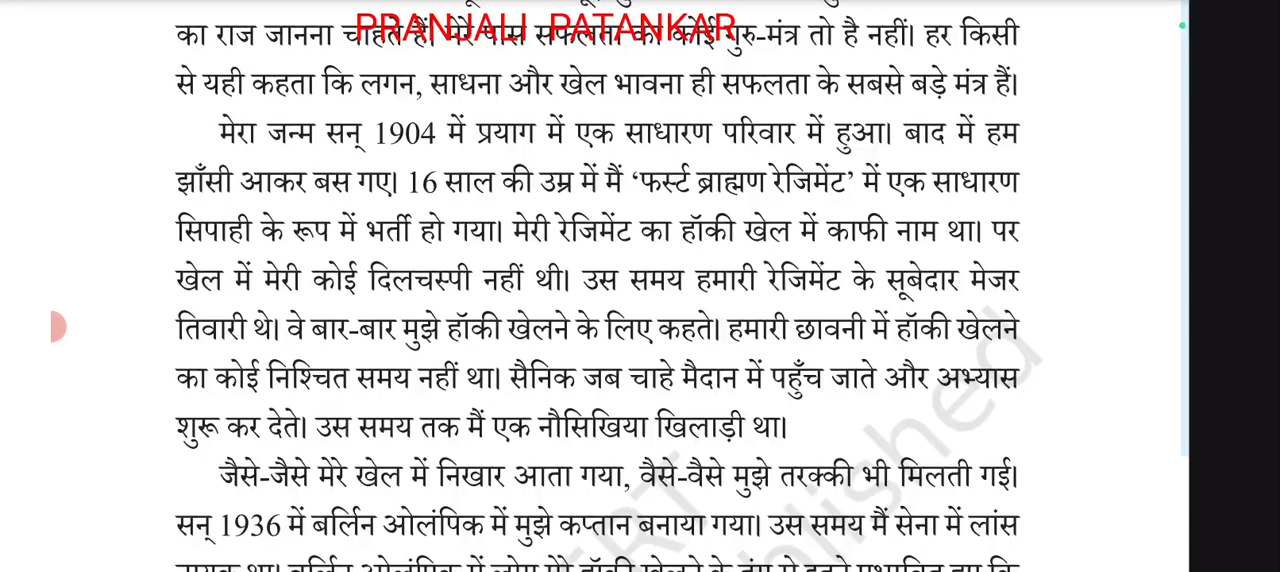 PRANJALI PATANKAR
का राज जानना चाहते हैं। मेरे पास सफलता का कोई गुरु-मंत्र तो है नहीं। हर किसी
से यही कहता कि लगन, साधना और खेल भावना ही सफलता के सबसे बड़े मंत्र हैं।
मेरा जन्म सन् 1904 में प्रयाग में एक साधारण परिवार में हुआ। बाद में हम
झाँसी आकर बस गए। 16 साल की उम्र में मैं ‘फर्स्ट ब्राह्मण रेजिमेंट’ में एक साधारण
सिपाही के रूप में भर्ती हो गया। मेरी रेजिमेंट का हॉकी खेल में काफी नाम था। पर
खेल में मेरी कोई दिलचस्पी नहीं थी। उस समय हमारी रेजिमेंट के सूबेदार मेजर
तिवारी थे। वे बार-बार मुझे हॉकी खेलने के लिए कहते। हमारी छावनी में हॉकी खेलने
का कोई निश्चित समय नहीं था। सैनिक जब चाहे मैदान में पहुँच जाते और अभ्यास
शुरू कर देते। उस समय तक मैं एक नौसिखिया खिलाड़ी था।
जैसे-जैसे मेरे खेल में निखार आता गया, वैसे-वैसे मुझे तरक्की भी मिलती गई।
सन् 1936 में बर्लिन ओलंपिक में मुझे कप्तान बनाया गया। उस समय मैं सेना में लांस